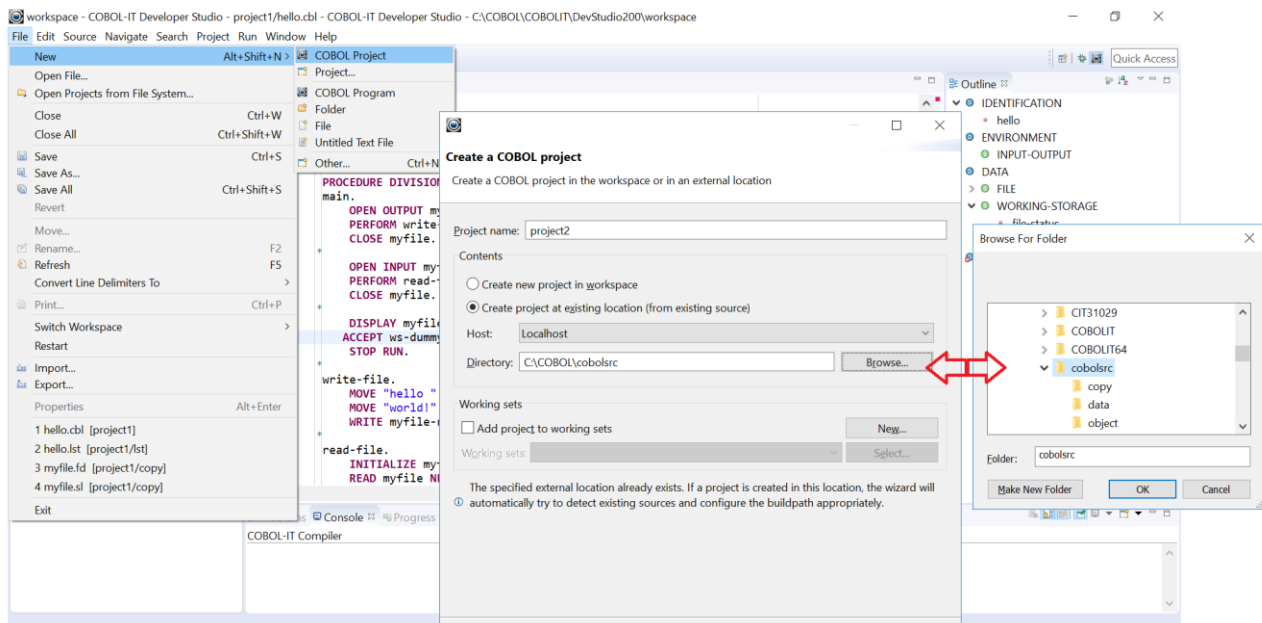 workspace - COBOL-IT Developer Studio - project1/hello.cbl - COBOL-IT Developer Studio - C:\COBOL\COBOLIT\DevStudio200\workspace
File Edit Source Navigate Search Project Run Window Help
New Alt+Shift+N >
Open File...
Open Projects from File System...
Close Ctrl+W
Close All Ctrl+Shift+W
Save Ctrl+S
Save As...
Save All Ctrl+Shift+S
Revert
Move...
Rename... F2
Refresh F5
Convert Line Delimiters To >
Print... Ctrl+P
Switch Workspace >
Restart
Import...
Export...
Properties Alt+Enter
1 hello.cbl [project1]
2 hello.lst [project1/lst]
3 myfile.fd [project1/copy]
4 myfile.sl [project1/copy]
Exit
COBOL Project
Project...
COBOL Program
Folder
File
Untitled Text File
Other... Ctrl+N
Quick Access
PROCEDURE DIVISION
main.
OPEN OUTPUT
PERFORM write-
CLOSE myfile.
OPEN INPUT
PERFORM read-
CLOSE myfile.
DISPLAY myfile
ACCEPT ws-dummy
STOP RUN.
write-file.
MOVE "hello "
MOVE "world!"
WRITE myfile-
read-file.
INITIALIZE
READ myfile
Console Progress
COBOL-IT Compiler
Create a COBOL project
Create a COBOL project in the workspace or in an external location
Project name: project2
Contents
Create new project in workspace
Create project at existing location (from existing source)
Host: Localhost
Directory: C:\COBOL\cobolsrc Browse...
Working sets
Add project to working sets New...
Working sets: Select...
The specified external location already exists. If a project is created in this location, the wizard will
automatically try to detect existing sources and configure the buildpath appropriately.
Outline
IDENTIFICATION
hello
ENVIRONMENT
INPUT-OUTPUT
DATA
FILE
WORKING-STORAGE
file-status
Browse For Folder
CIT31029
COBOLIT
COBOLIT64
cobolsrc
copy
data
object
Folder: cobolsrc
Make New Folder OK Cancel